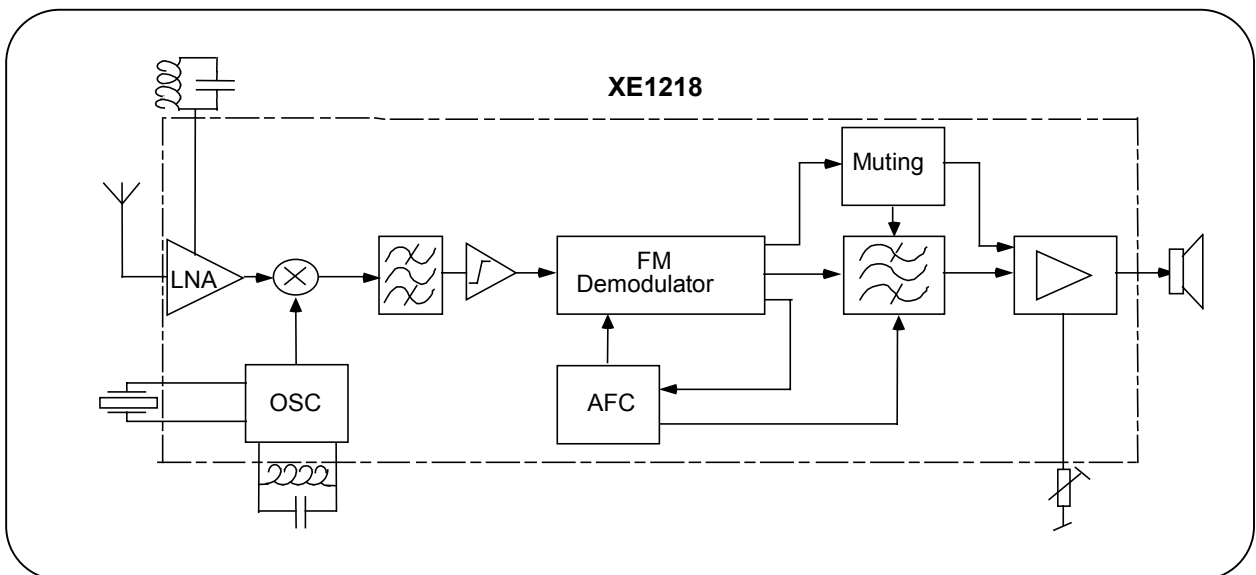 XE1218
Muting
LNA
FM
Demodulator
OSC
AFC